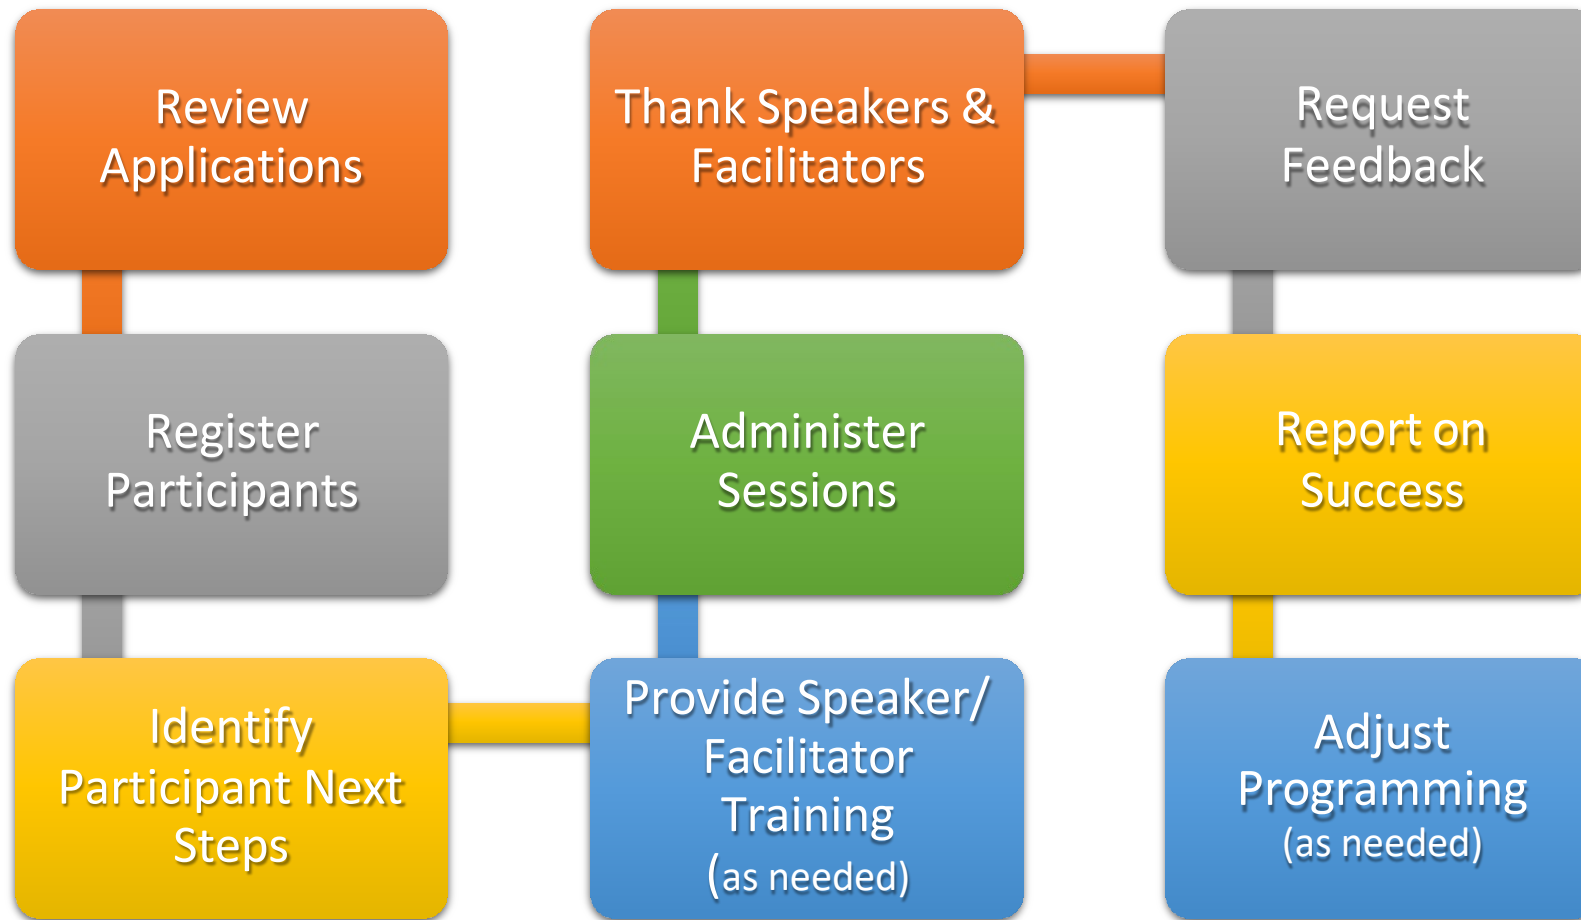 Review
Applications
Register
Participants
Identify
Participant Next
Steps
Provide Speaker/
Facilitator
Training
(as needed)
Administer
Sessions
Thank Speakers &
Facilitators
Request
Feedback
Report on
Success
Adjust
Programming
(as needed)